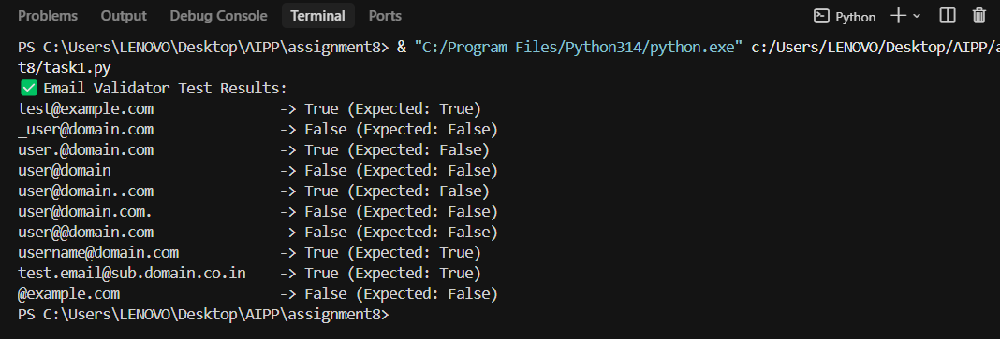 Problems Output Debug Console Terminal Ports Python
PS C:\Users\LENOVO\Desktop\AIPP\assignment8> & "C:/Program Files/Python314/python.exe" c:/Users/LENOVO/Desktop/AIPP/a
t8/task1.py
✅ Email Validator Test Results:
test@example.com -> True (Expected: True)
_user@domain.com -> False (Expected: False)
user.@domain.com -> True (Expected: False)
user@domain -> False (Expected: False)
user@domain..com -> True (Expected: False)
user@domain.com. -> False (Expected: False)
user@@domain.com -> False (Expected: False)
username@domain.com -> True (Expected: True)
test.email@sub.domain.co.in -> True (Expected: True)
@example.com -> False (Expected: False)
PS C:\Users\LENOVO\Desktop\AIPP\assignment8>